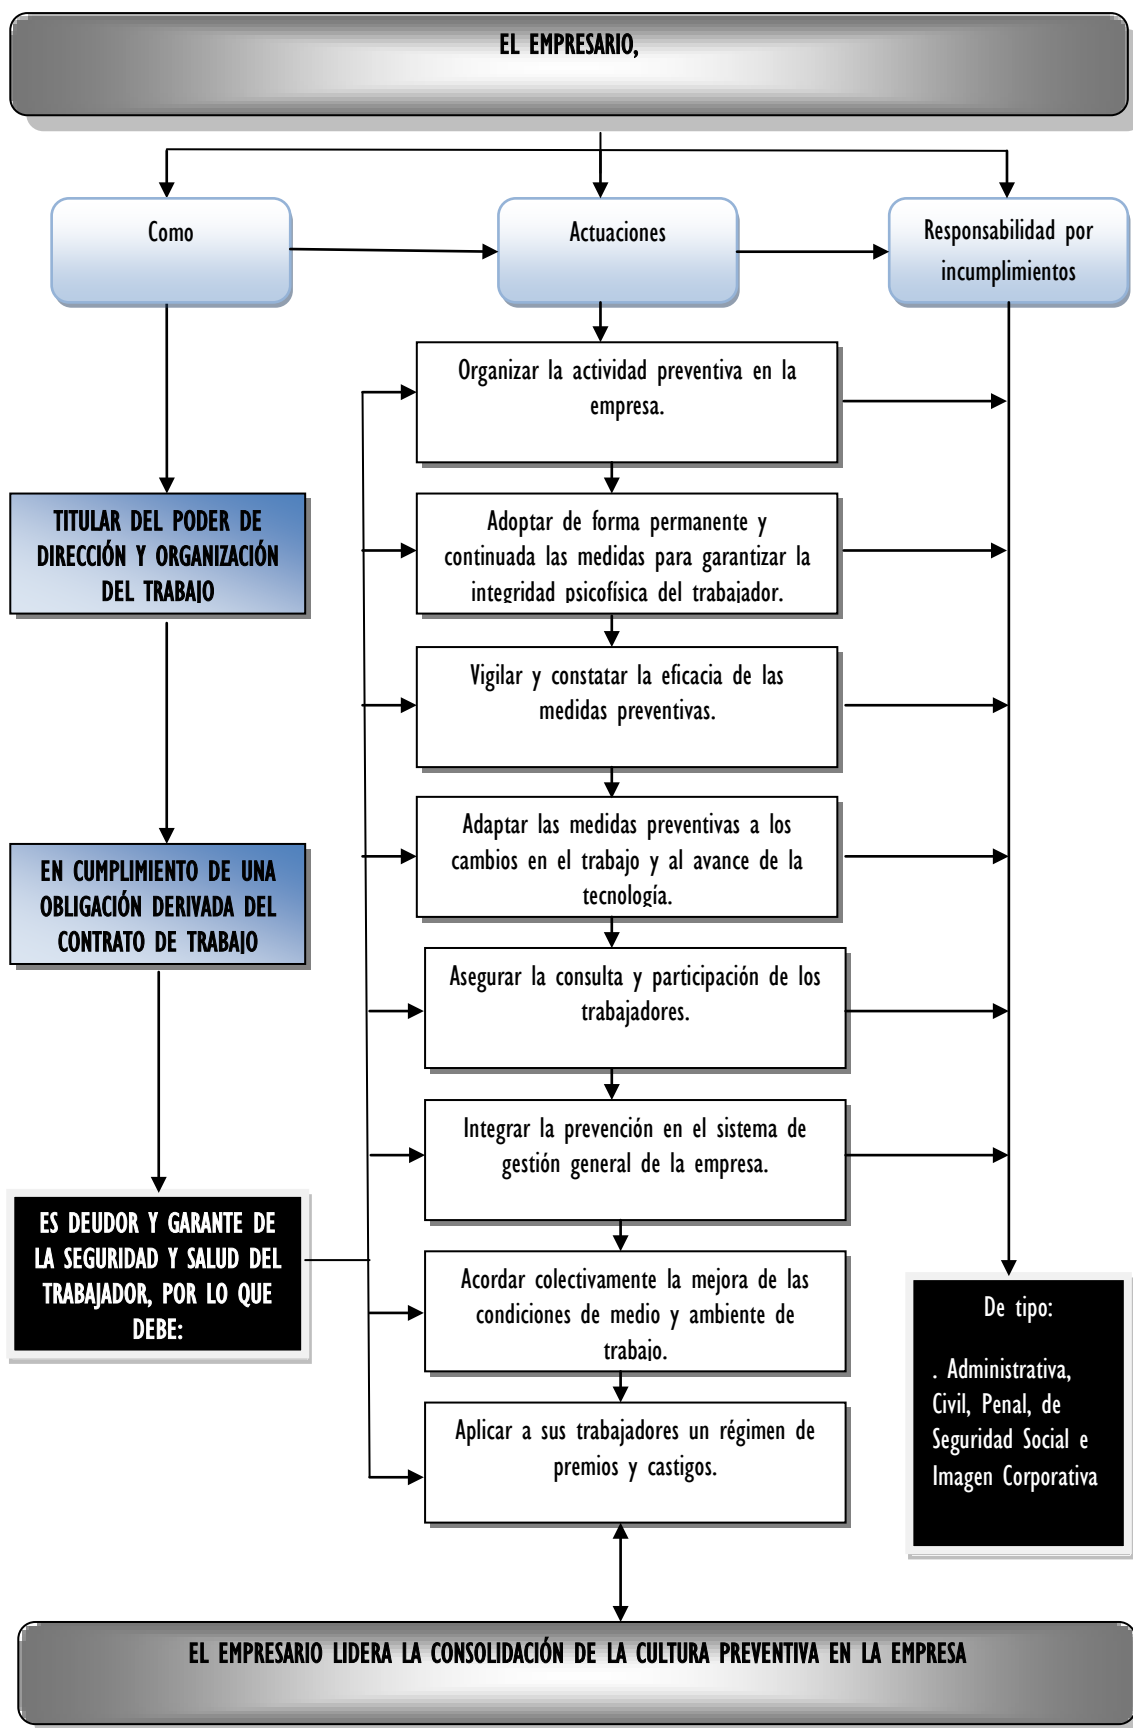 EL EMPRESARIO,
Como
Actuaciones
Responsabilidad por
incumplimientos
Organizar la actividad preventiva en la
empresa.
TITULAR DEL PODER DE
DIRECCIÓN Y ORGANIZACIÓN
DEL TRABAJO
Adoptar de forma permanente y
continuada las medidas para garantizar la
integridad psicofísica del trabajador.
Vigilar y constatar la eficacia de las
medidas preventivas.
Adaptar las medidas preventivas a los
cambios en el trabajo y al avance de la
tecnología.
EN CUMPLIMIENTO DE UNA
OBLIGACIÓN DERIVADA DEL
CONTRATO DE TRABAJO
Asegurar la consulta y participación de los
trabajadores.
Integrar la prevención en el sistema de
gestión general de la empresa.
ES DEUDOR Y GARANTE DE
LA SEGURIDAD Y SALUD DEL
TRABAJADOR, POR LO QUE
DEBE:
Acordar colectivamente la mejora de las
condiciones de medio y ambiente de
trabajo.
Aplicar a sus trabajadores un régimen de
premios y castigos.
De tipo:
. Administrativa,
Civil, Penal, de
Seguridad Social e
Imagen Corporativa
EL EMPRESARIO LIDERA LA CONSOLIDACIÓN DE LA CULTURA PREVENTIVA EN LA EMPRESA